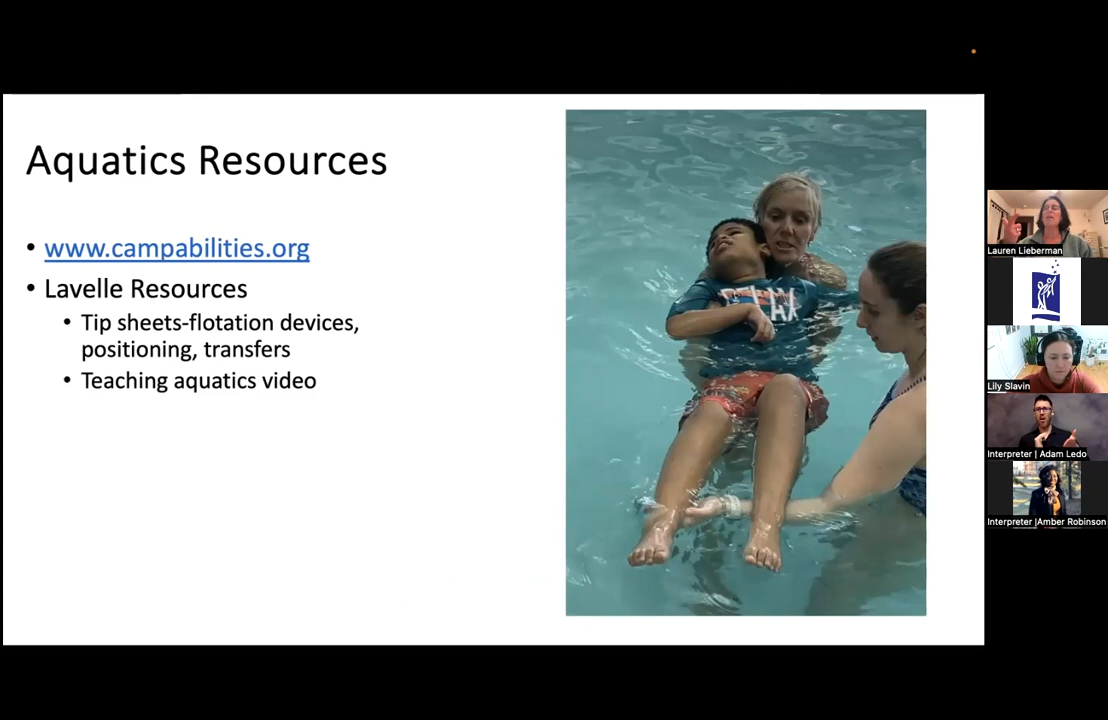 Aquatics Resources
• www.campabilities.org
• Lavelle Resources
• Tip sheets-flotation devices,
positioning, transfers
• Teaching aquatics video
Lauren Lieberman
Lily Slavin
Interpreter | Adam Ledo
Interpreter |Amber Robinson